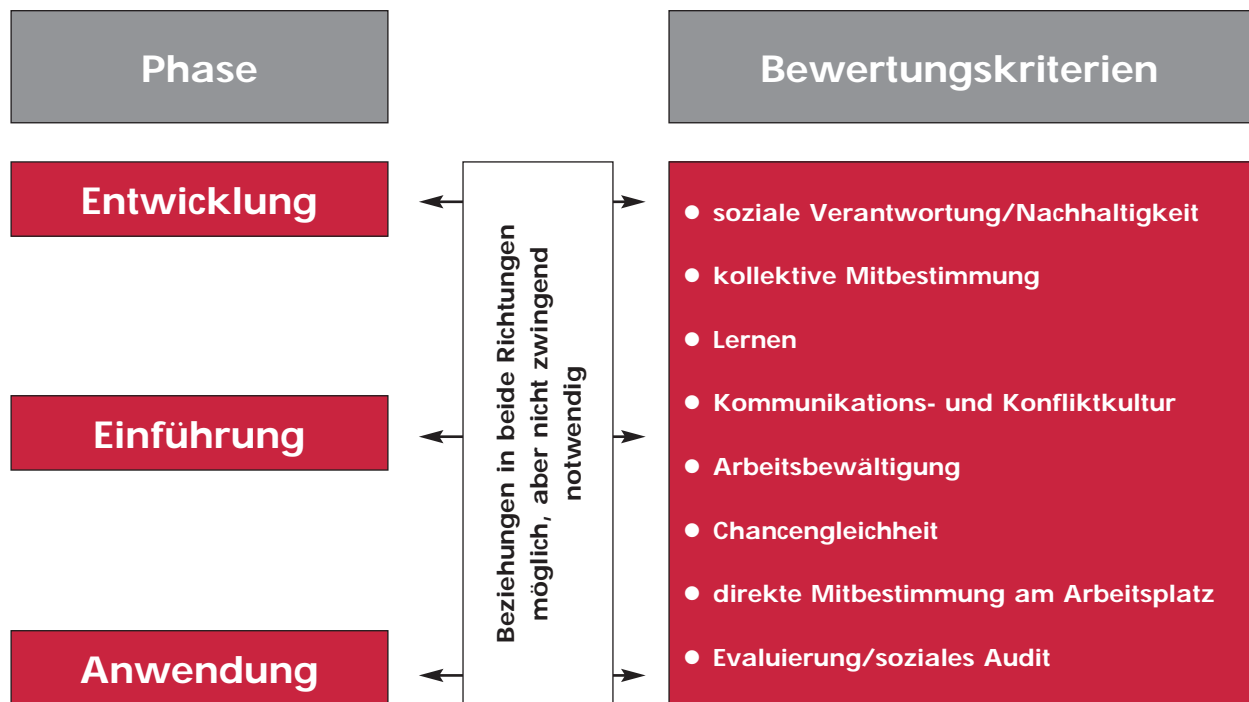 Phase
Bewertungskriterien
Entwicklung
Einführung
Anwendung
Beziehungen in beide Richtungen
möglich, aber nicht zwingend
notwendig
● soziale Verantwortung/Nachhaltigkeit
● kollektive Mitbestimmung
● Lernen
● Kommunikations- und Konfliktkultur
● Arbeitsbewältigung
● Chancengleichheit
● direkte Mitbestimmung am Arbeitsplatz
● Evaluierung/soziales Audit